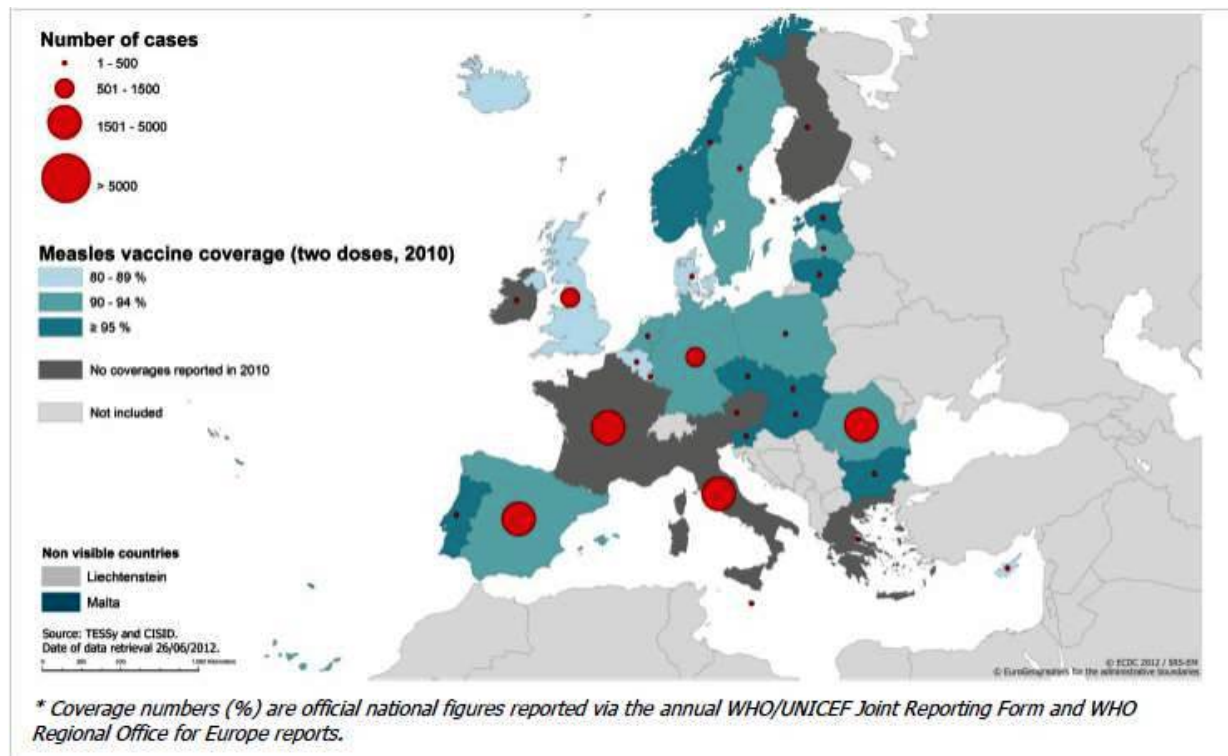 Number of cases
1 - 500
501 - 1500
1501 - 5000
> 5000
Measles vaccine coverage (two doses, 2010)
80 - 89 %
90 - 94 %
≥ 95 %
No coverages reported in 2010
Not included
Non visible countries
Liechtenstein
Malta
Source: TESSy and CISID.
Date of data retrieval 26/06/2012.
© ECDC 2012 / SRS-EM
© EuroGeographers for the administrative boundaries
* Coverage numbers (%) are official national figures reported via the annual WHO/UNICEF Joint Reporting Form and WHO
Regional Office for Europe reports.